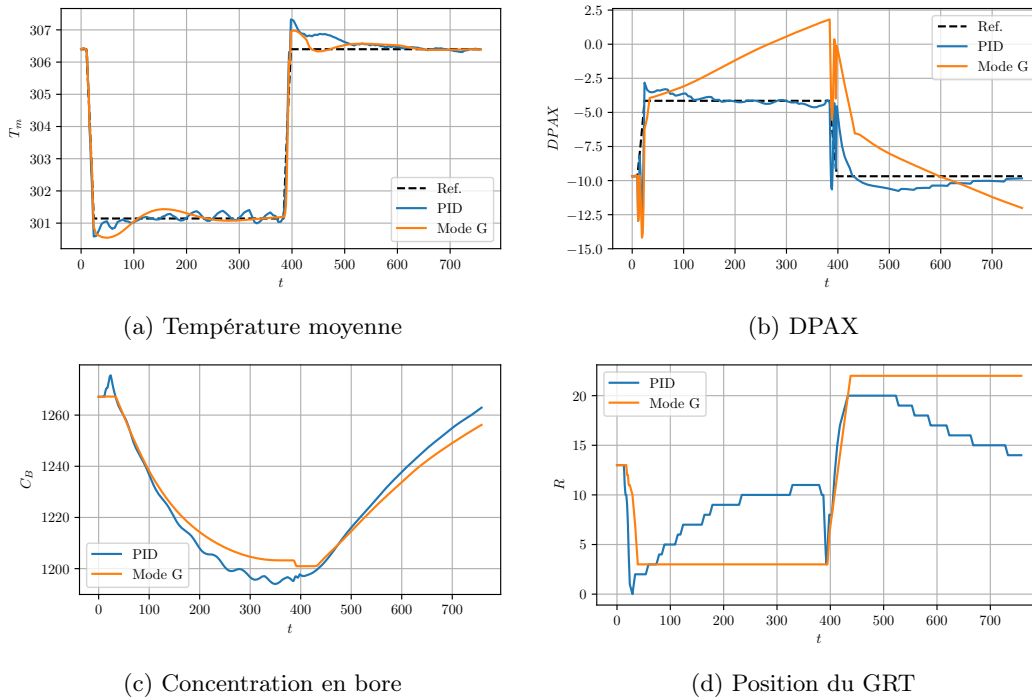 307
306
305
304
303
302
301
T_m
0 100 200 300 400 500 600 700
t
Ref.
PID
Mode G
(a) Température moyenne
2.5
0.0
−2.5
−5.0
−7.5
−10.0
−12.5
−15.0
DPAX
0 100 200 300 400 500 600 700
t
Ref.
PID
Mode G
(b) DPAX
1260
1240
1220
1200
C_B
0 100 200 300 400 500 600 700
t
PID
Mode G
(c) Concentration en bore
20
15
10
5
0
R
0 100 200 300 400 500 600 700
t
PID
Mode G
(d) Position du GRT